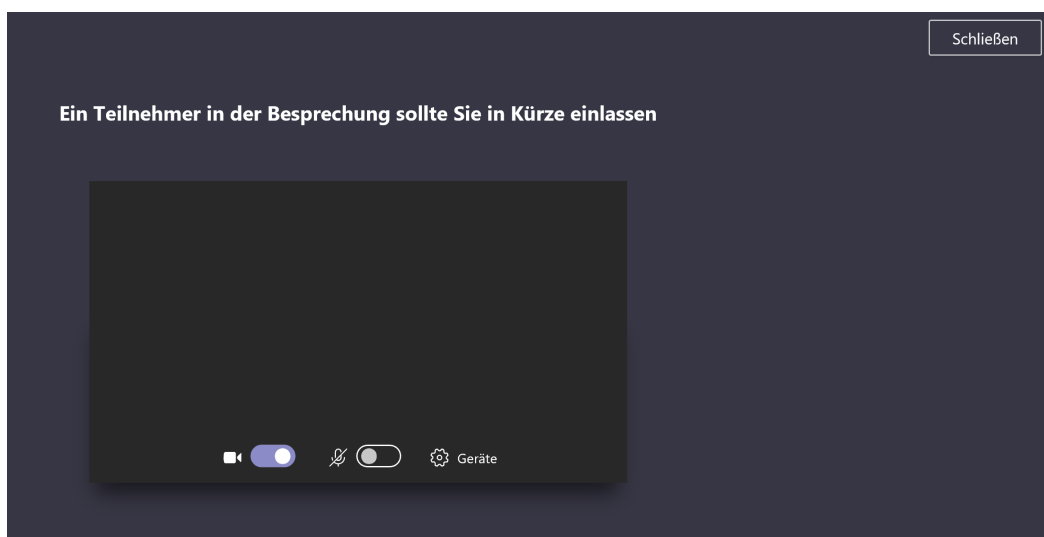 Schließen
Ein Teilnehmer in der Besprechung sollte Sie in Kürze einlassen
Geräte